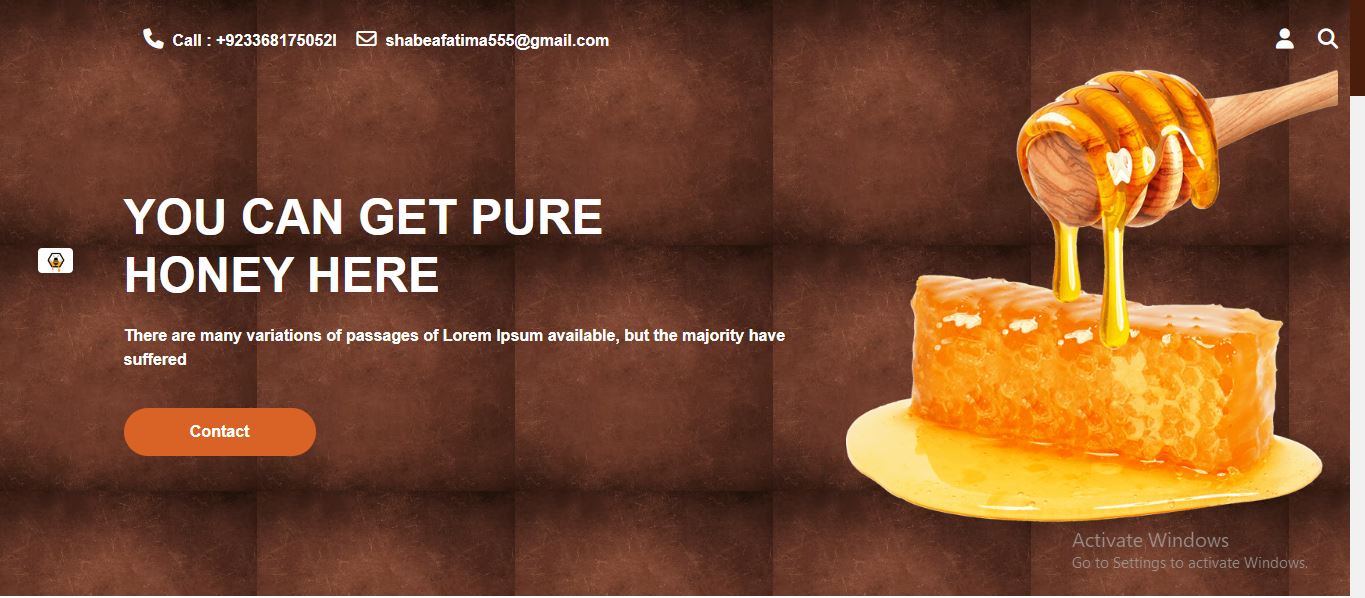 Call : +923368175052l
shabeafatima555@gmail.com
YOU CAN GET PURE
HONEY HERE
There are many variations of passages of Lorem Ipsum available, but the majority have
suffered
Contact
Activate Windows
Go to Settings to activate Windows.